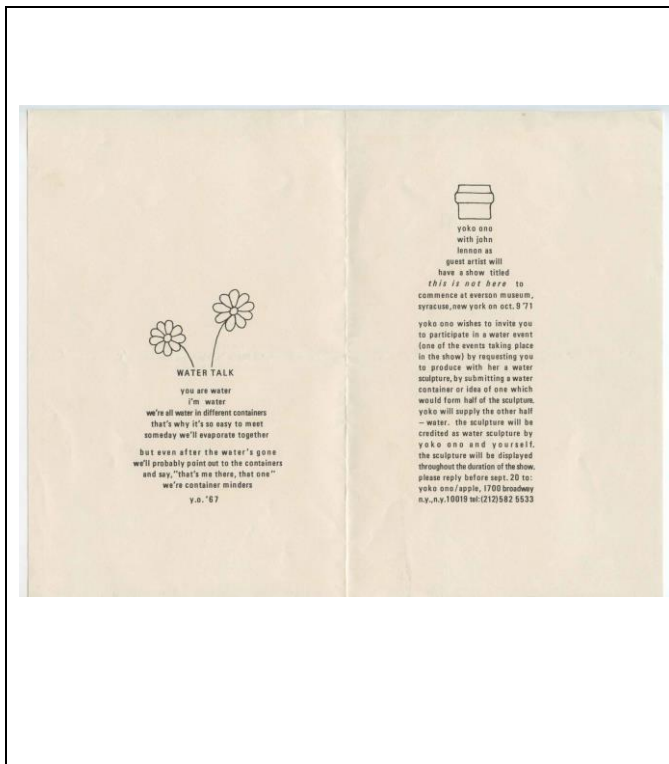 WATER TALK
you are water
i'm water
we're all water in different containers
that's why it's so easy to meet
someday we'll evaporate together
but even after the water's gone
we'll probably point out to the containers
and say, "that's me there, that one"
we're container minders
y.o. '67
yoko ono
with john
lennon as
guest artist will
have a show titled
this is not here to
commence at everson museum,
syracuse, new york on oct. 9 '71
yoko ono wishes to invite you
to participate in a water event
(one of the events taking place
in the show) by requesting you
to produce with her a water
sculpture, by submitting a water
container or idea of one which
would form half of the sculpture.
yoko will supply the other half
– water. the sculpture will be
credited as water sculpture by
yoko ono and yourself.
the sculpture will be displayed
throughout the duration of the show.
please reply before sept. 20 to:
yoko ono/apple, 1700 broadway
n.y., n.y. 10019 tel: (212) 582 5533